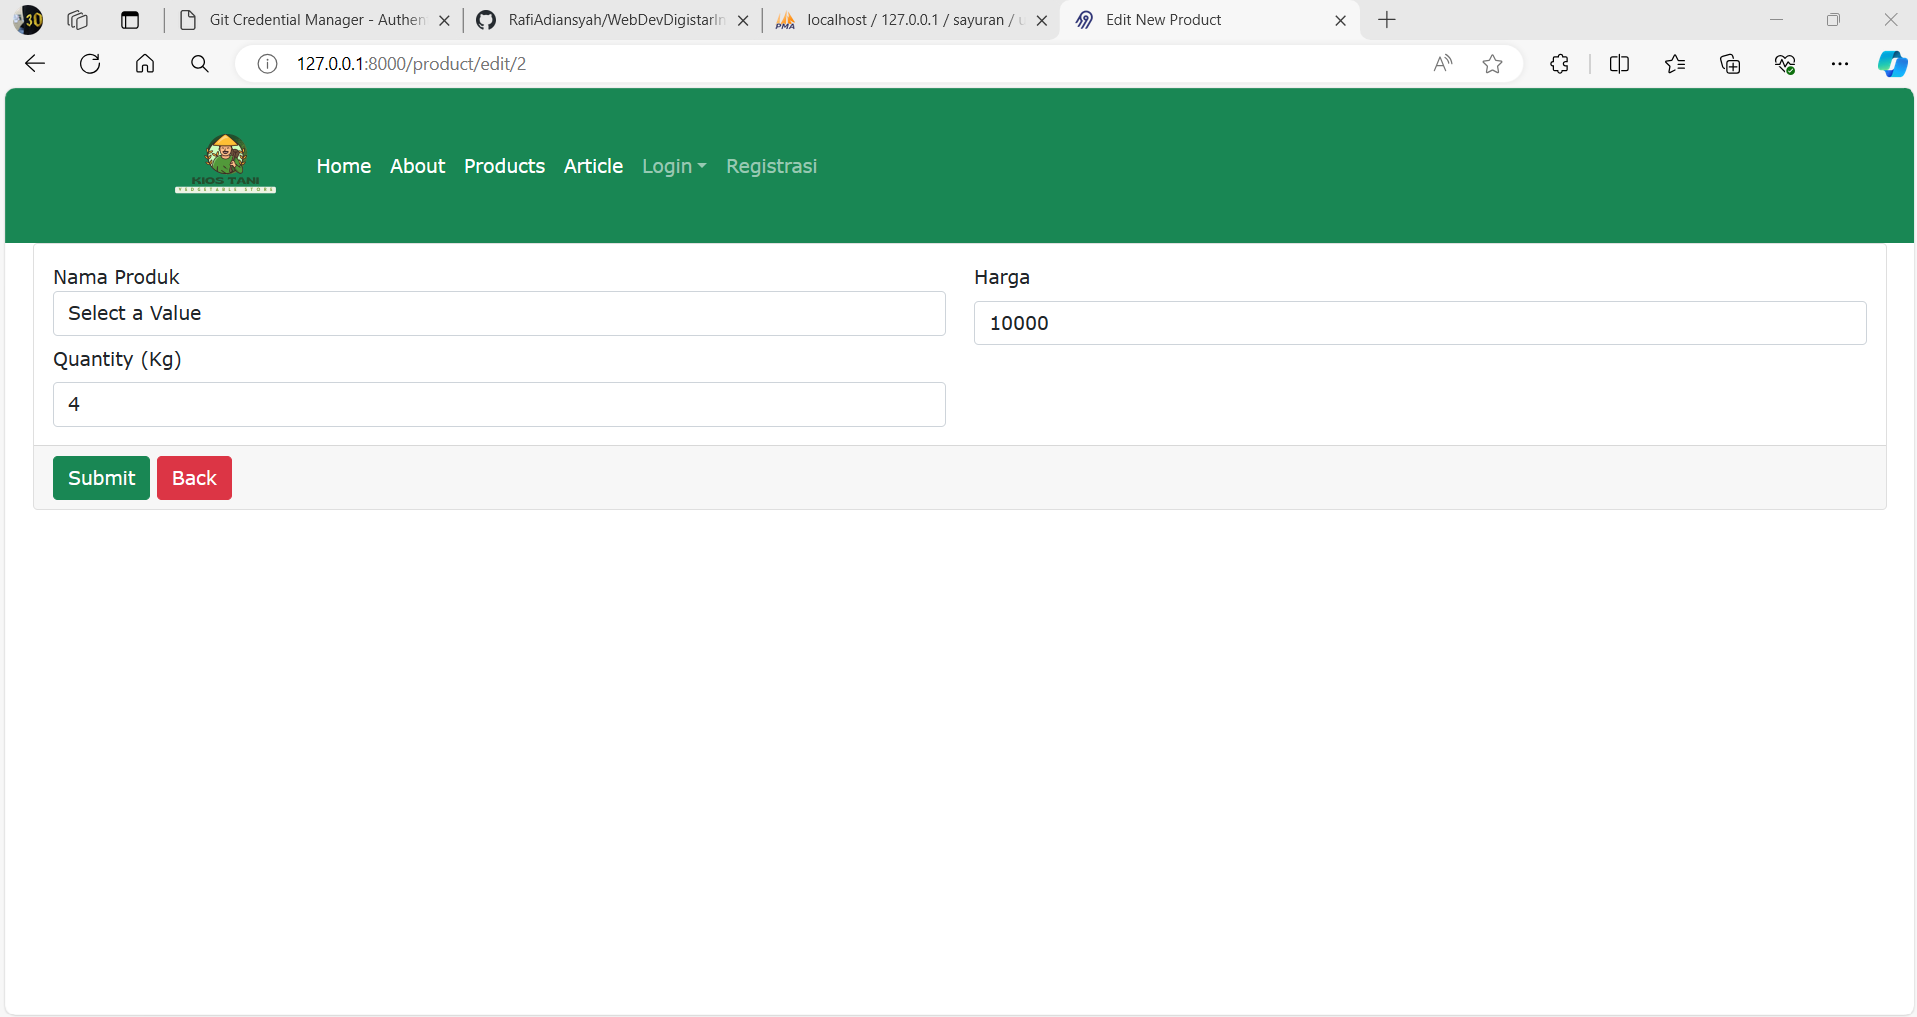 30
Git Credential Manager - Authen
RafiAdiansyah/WebDevDigistarIn
PMA
localhost / 127.0.0.1 / sayuran / u
Edit New Product
127.0.0.1:8000/product/edit/2
KIOS TANI
Home
About
Products
Article
Login
Registrasi
Nama Produk
Harga
Select a Value
10000
Quantity (Kg)
4
Submit
Back